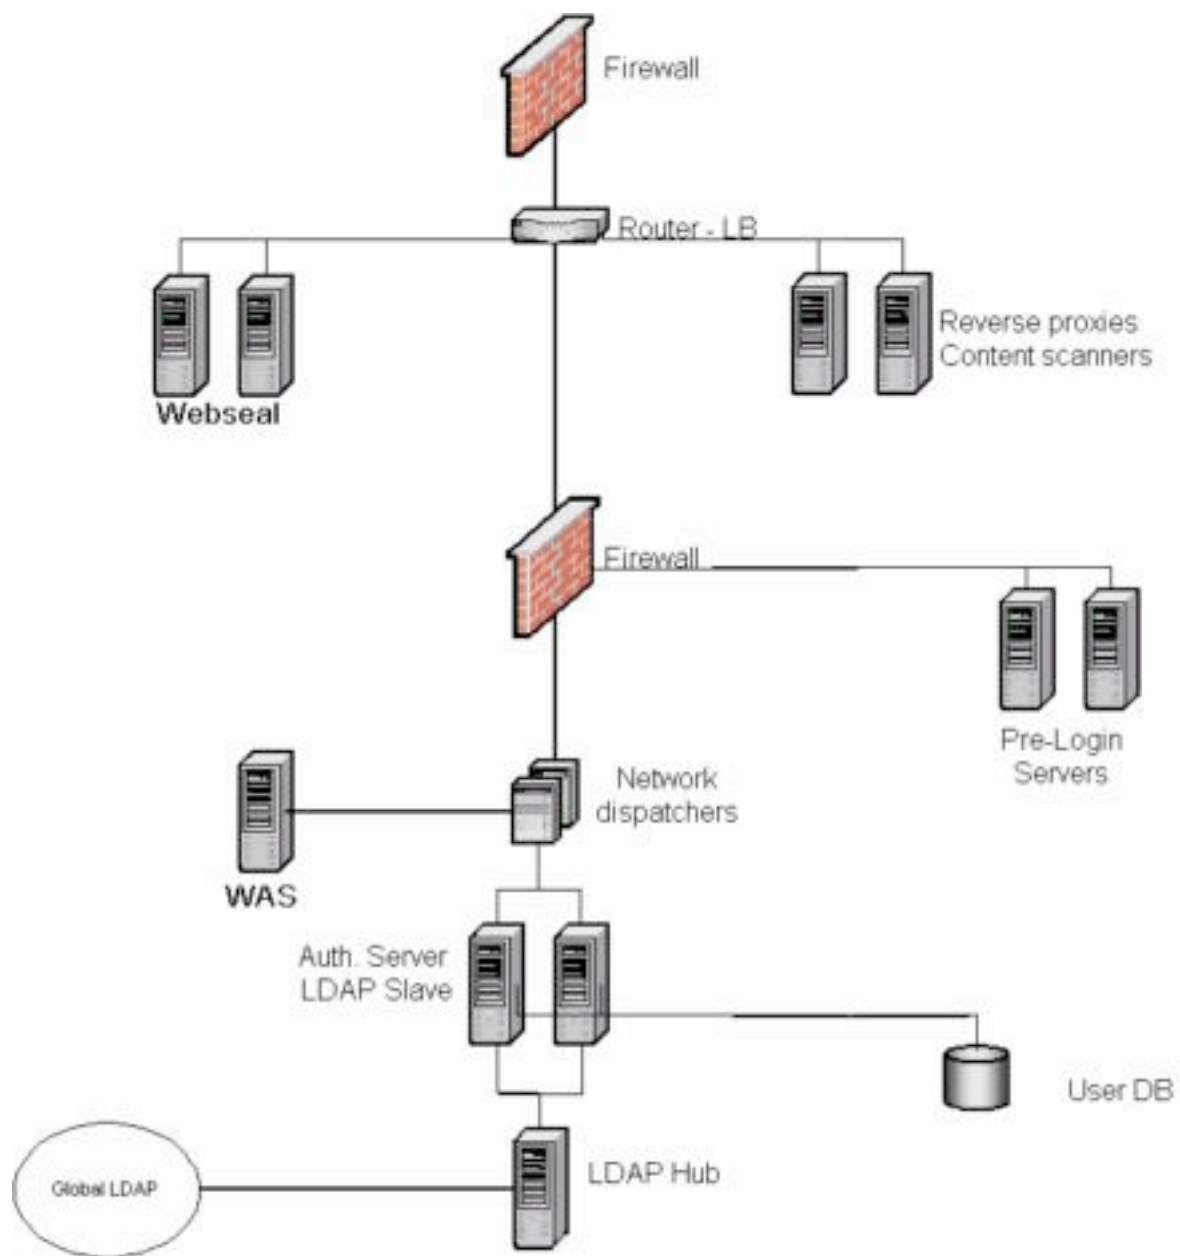 Firewall
Router - LB
Reverse proxies
Content scanners
Webseal
Firewall
Pre-Login
Servers
Network
dispatchers
WAS
Auth. Server
LDAP Slave
User DB
LDAP Hub
Global LDAP